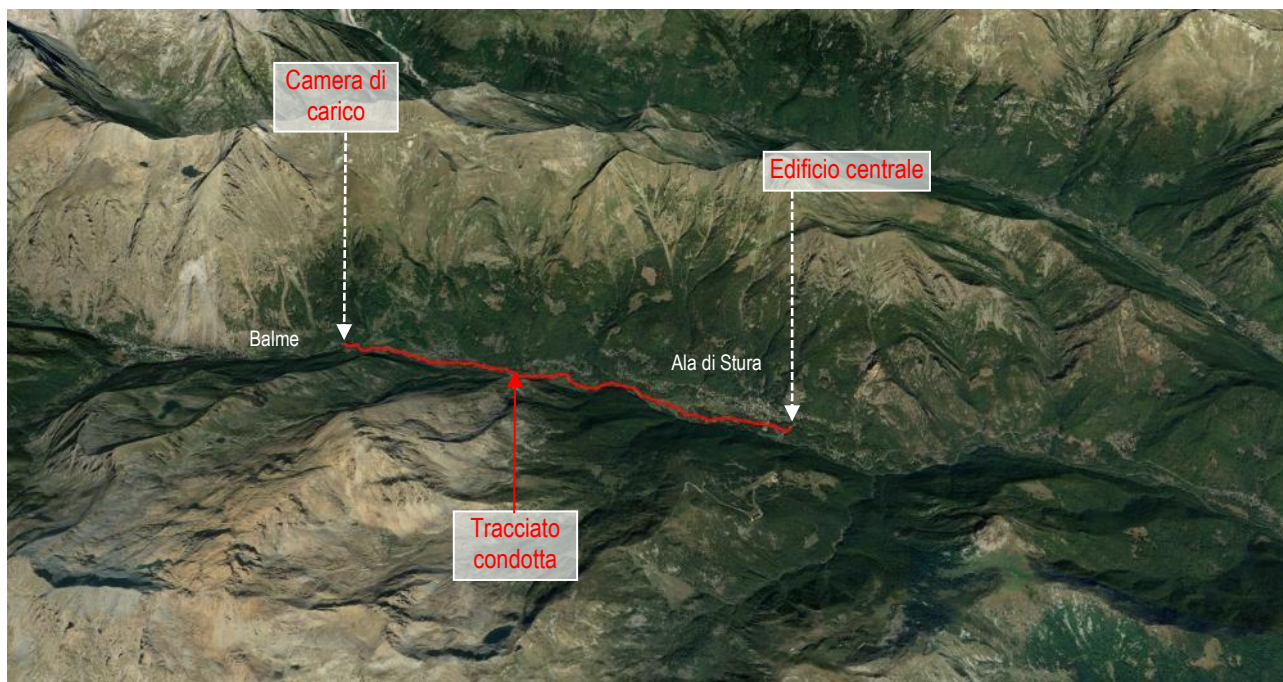 Camera di
carico
Edificio centrale
Balme
Ala di Stura
Tracciato
condotta